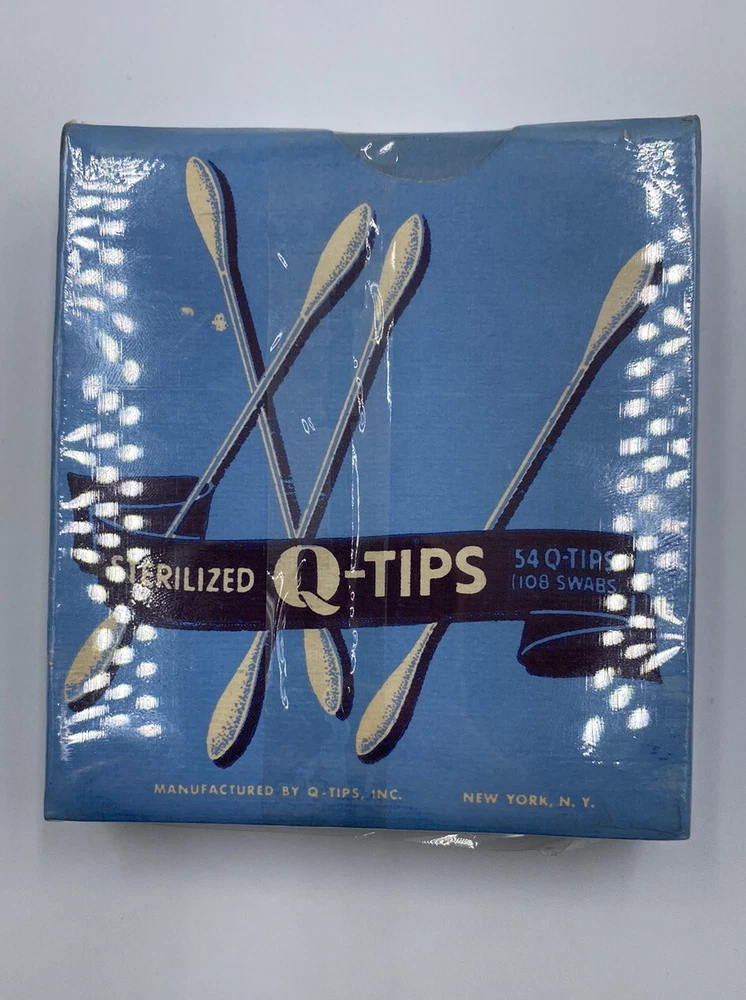 STERILIZED Q-TIPS
54 Q-TIPS
(108 SWABS
MANUFACTURED BY Q-TIPS, INC. NEW YORK, N. Y.